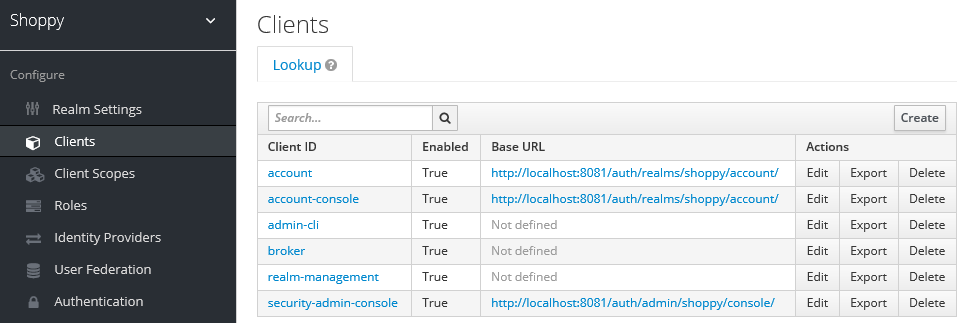 Shoppy
Configure
Realm Settings
Clients
Client Scopes
Roles
Identity Providers
User Federation
Authentication
Clients
Lookup
Search...
Create
Client ID Enabled Base URL Actions
account True http://localhost:8081/auth/realms/shoppy/account/ Edit Export Delete
account-console True http://localhost:8081/auth/realms/shoppy/account/ Edit Export Delete
admin-cli True Not defined Edit Export Delete
broker True Not defined Edit Export Delete
realm-management True Not defined Edit Export Delete
security-admin-console True http://localhost:8081/auth/admin/shoppy/console/ Edit Export Delete